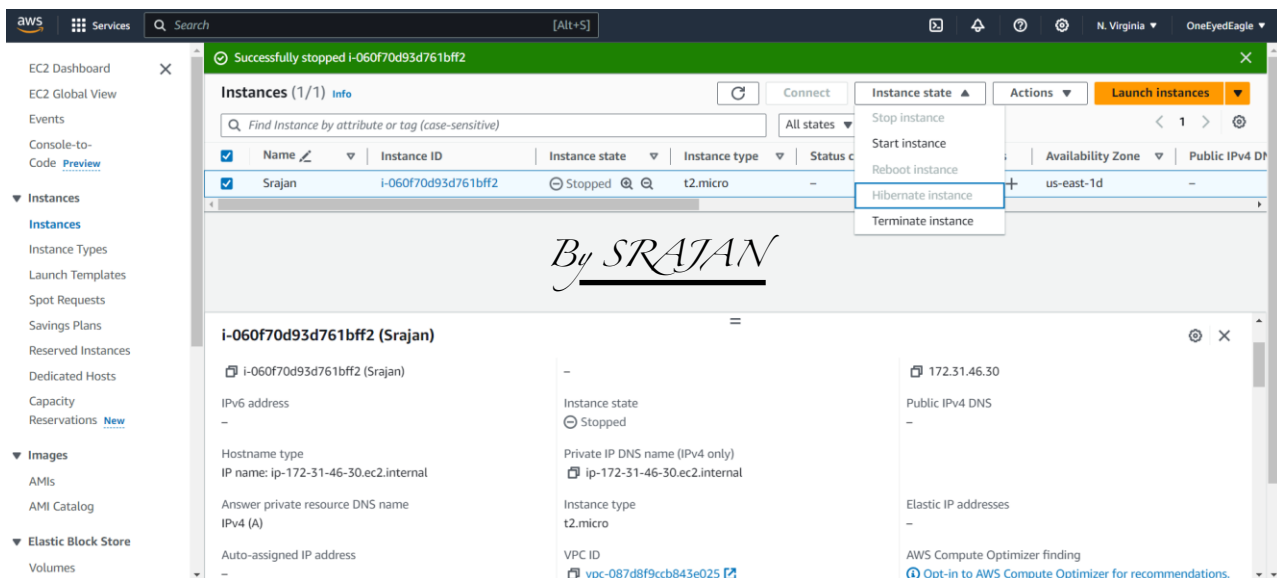 aws Services Search [Alt+S] N. Virginia ▼ OneEyedEagle ▼
EC2 Dashboard
EC2 Global View
Events
Console-to-
Code Preview
▼ Instances
Instances
Instance Types
Launch Templates
Spot Requests
Savings Plans
Reserved Instances
Dedicated Hosts
Capacity
Reservations New
▼ Images
AMIs
AMI Catalog
▼ Elastic Block Store
Volumes
Successfully stopped i-060f70d93d761bff2
Instances (1/1) Info Connect Instance state ▲ Actions ▼ Launch instances ▼
Find Instance by attribute or tag (case-sensitive) All states ▼ < 1 >
Stop instance
Start instance
Reboot instance
Hibernate instance
Terminate instance
Name Instance ID Instance state Instance type Status c Availability Zone Public IPv4 DN
Srajan i-060f70d93d761bff2 Stopped t2.micro – + us-east-1d –
By SRAJAN
=
i-060f70d93d761bff2 (Srajan)
i-060f70d93d761bff2 (Srajan) – 172.31.46.30
IPv6 address Instance state Public IPv4 DNS
– Stopped –
Hostname type Private IP DNS name (IPv4 only)
IP name: ip-172-31-46-30.ec2.internal ip-172-31-46-30.ec2.internal
Answer private resource DNS name Instance type Elastic IP addresses
IPv4 (A) t2.micro –
Auto-assigned IP address VPC ID AWS Compute Optimizer finding
– vpc-087d8f9ccb843e025 Opt-in to AWS Compute Optimizer for recommendations.